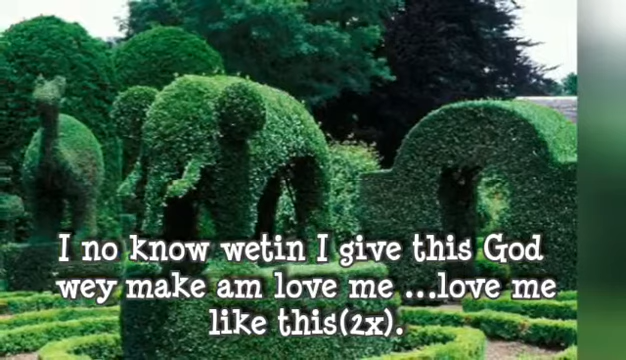 I no know wetin I give this God
wey make am love me ...love me
like this(2x).